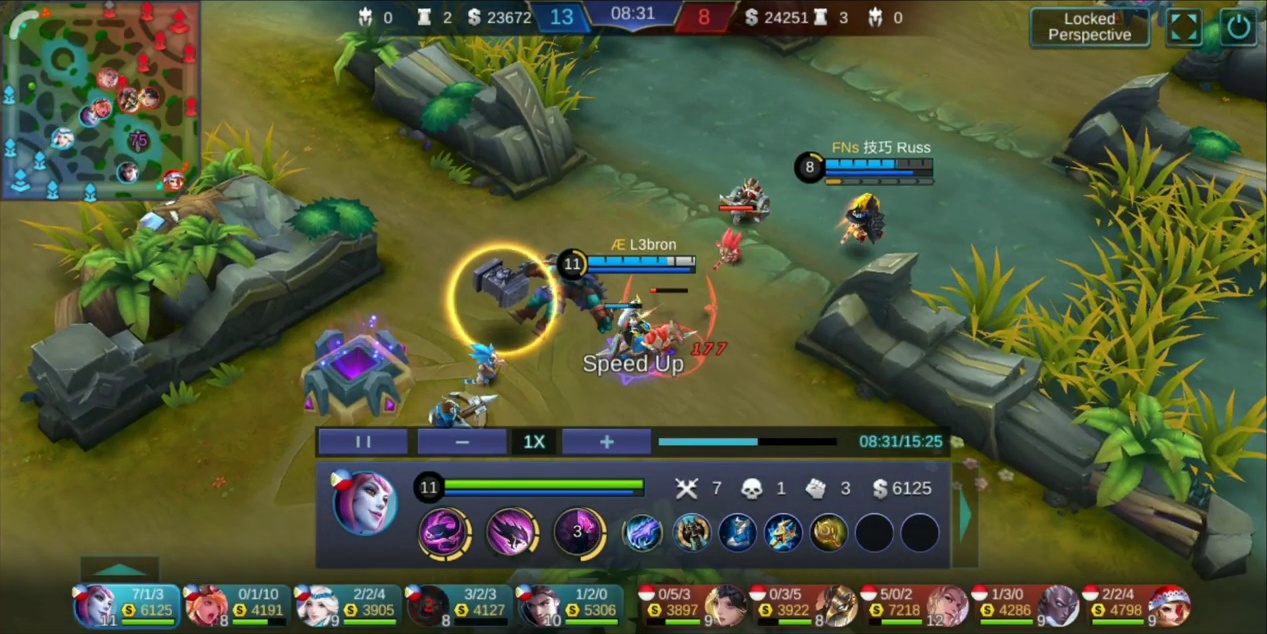 0 2 23672 13 08:31 8 24251 3 0
Locked
Perspective
75
FNs 技巧 Russ
8
Æ L3bron
11
177
Speed Up
1X
08:31/15:25
11
7 1 3 6125
3
7/1/3 0/1/10 2/2/4 3/2/3 1/2/0 0/5/3 0/3/5 5/0/2 1/3/0 2/2/4
6125 4191 3905 2 4127 5306 3897 3922 7218 4286 4798
11 8 9 8 10 9 8 12 9 9